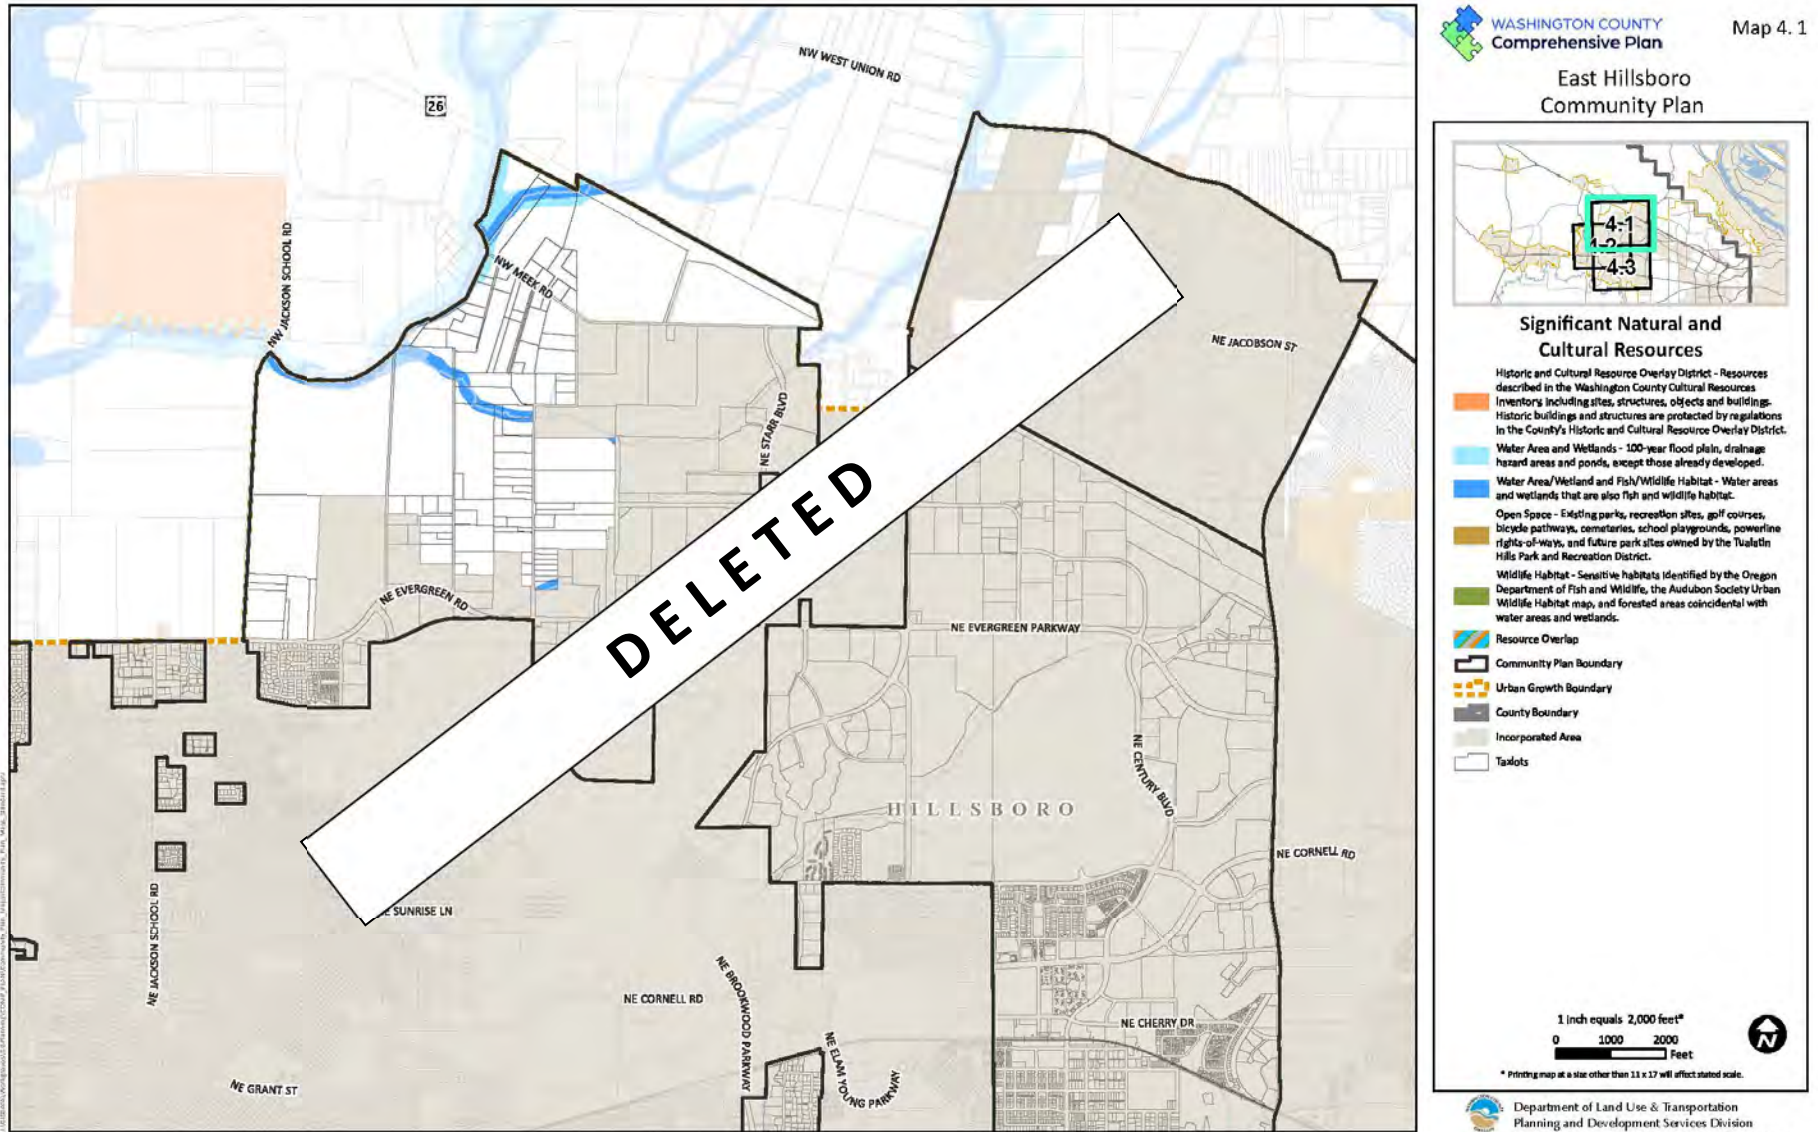 WASHINGTON COUNTY
Comprehensive Plan
Map 4. 1
East Hillsboro
Community Plan
4-1
4-3
Significant Natural and
Cultural Resources
Historic and Cultural Resource Overlay District - Resources
described in the Washington County Cultural Resources
Inventory including sites, structures, objects and buildings.
Historic buildings and structures are protected by regulations
in the County's Historic and Cultural Resource Overlay District.
Water Area and Wetlands - 100-year flood plain, drainage
hazard areas and ponds, except those already developed.
Water Area/Wetland and Fish/Wildlife Habitat - Water areas
and wetlands that are also fish and wildlife habitat.
Open Space - Existing parks, recreation sites, golf courses,
bicycle pathways, cemeteries, school playgrounds, powerline
rights-of-ways, and future park sites owned by the Tualatin
Hills Park and Recreation District.
Wildlife Habitat - Sensitive habitats identified by the Oregon
Department of Fish and Wildlife, the Audubon Society Urban
Wildlife Habitat map, and forested areas coincidental with
water areas and wetlands.
Resource Overlap
Community Plan Boundary
Urban Growth Boundary
County Boundary
Incorporated Area
Taxlots
1 inch equals 2,000 feet*
0 1000 2000
Feet
N
* Printing map at a size other than 11 x 17 will affect stated scale.
Department of Land Use & Transportation
Planning and Development Services Division
NW WEST UNION RD
26
NW JACKSON SCHOOL RD
NW MEEK RD
NE JACOBSON ST
NE STARR BLVD
DELETED
NE EVERGREEN RD
NE EVERGREEN PARKWAY
NE CENTURY BLVD
HILLSBORO
NE CORNELL RD
NE JACKSON SCHOOL RD
SUNRISE LN
NE CORNELL RD
NE BROOKWOOD PARKWAY
NE ELAM YOUNG PARKWAY
NE CHERRY DR
NE GRANT ST